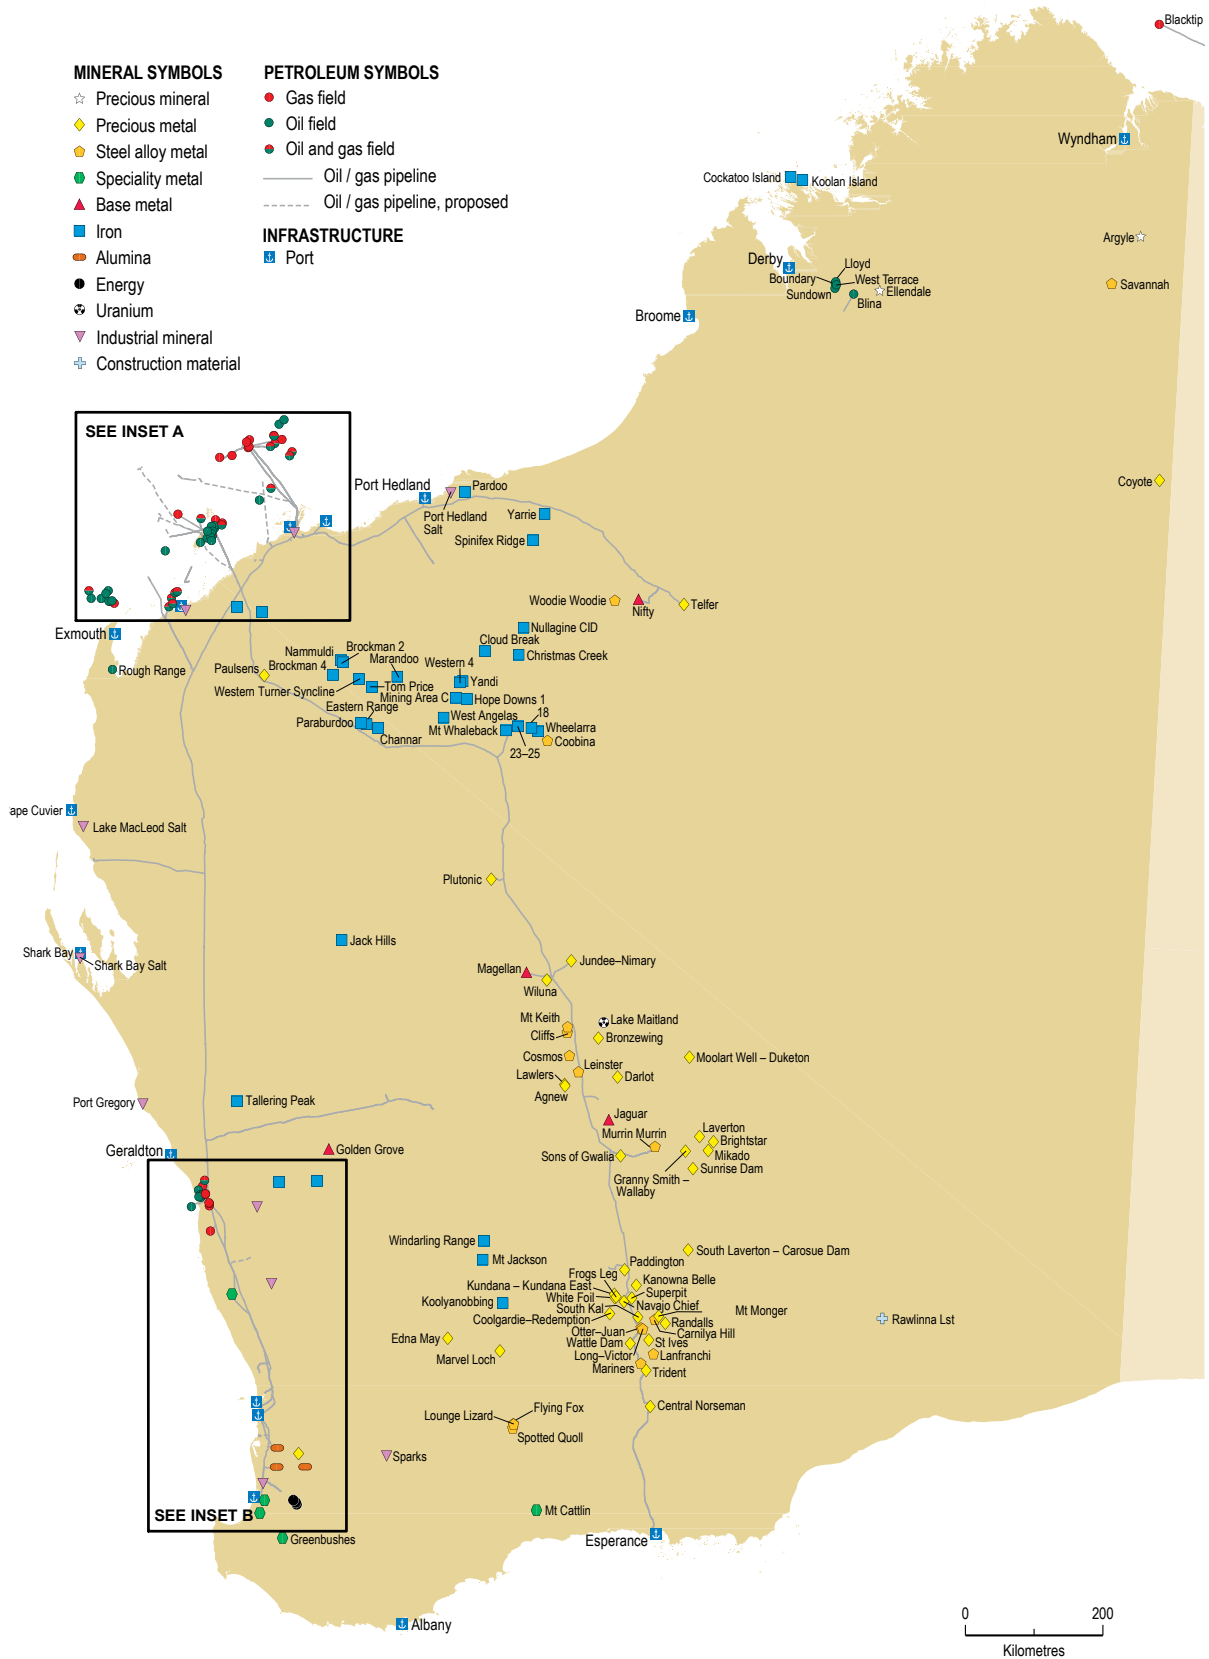 Blacktip
MINERAL SYMBOLS
Precious mineral
Precious metal
Steel alloy metal
Speciality metal
Base metal
Iron
Alumina
Energy
Uranium
Industrial mineral
Construction material
PETROLEUM SYMBOLS
Gas field
Oil field
Oil and gas field
Oil / gas pipeline
Oil / gas pipeline, proposed
INFRASTRUCTURE
Port
Wyndham
Cockatoo Island
Koolan Island
Argyle
Derby
Lloyd
Boundary
West Terrace
Sundown
Ellendale
Blina
Savannah
Broome
SEE INSET A
Port Hedland
Pardoo
Port Hedland
Salt
Yarrie
Spinifex Ridge
Coyote
Woodie Woodie
Nifty
Telfer
Exmouth
Nullagine CID
Cloud Break
Christmas Creek
Rough Range
Nammuldi
Brockman 2
Marandoo
Paulsens
Brockman 4
Western 4
Yandi
Western Turner Syncline
Tom Price
Mining Area C
Hope Downs 1
Eastern Range
West Angelas
18
Paraburdoo
Mt Whaleback
Wheelarra
Channar
Coobina
23–25
ape Cuvier
Lake MacLeod Salt
Plutonic
Jack Hills
Shark Bay
Shark Bay Salt
Magellan
Jundee–Nimary
Wiluna
Mt Keith
Lake Maitland
Cliffs
Bronzewing
Cosmos
Moolart Well – Duketon
Leinster
Lawlers
Darlot
Agnew
Port Gregory
Tallering Peak
Jaguar
Murrin Murrin
Laverton
Brightstar
Geraldton
Golden Grove
Sons of Gwalia
Mikado
Sunrise Dam
Granny Smith –
Wallaby
Windarling Range
Mt Jackson
South Laverton – Carosue Dam
Paddington
Frogs Leg
Kundana – Kundana East
Kanowna Belle
White Foil
Superpit
Koolyanobbing
South Kal
Navajo Chief
Mt Monger
Coolgardie–Redemption
Randalls
Rawlinna Lst
Otter–Juan
Carnilya Hill
Edna May
Wattle Dam
St Ives
Marvel Loch
Long–Victor
Lanfranchi
Mariners
Trident
Central Norseman
Lounge Lizard
Flying Fox
Spotted Quoll
Sparks
SEE INSET B
Mt Cattlin
Greenbushes
Esperance
Albany
0
200
Kilometres